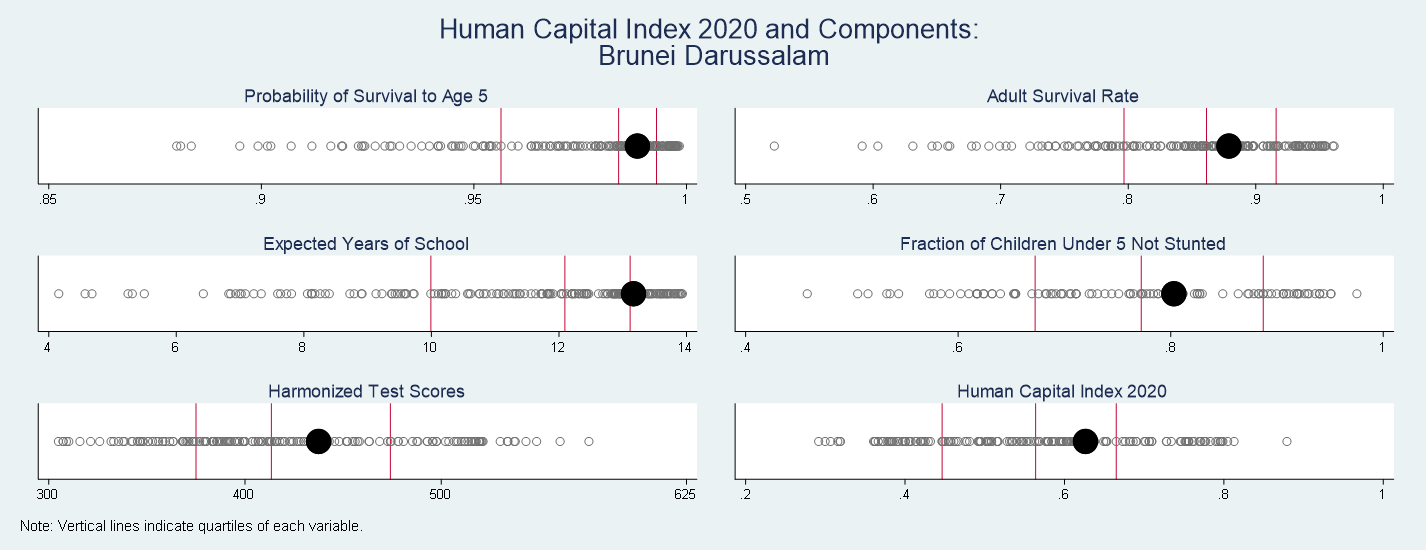 Human Capital Index 2020 and Components:
Brunei Darussalam
Probability of Survival to Age 5
.85 .9 .95 1
Adult Survival Rate
.5 .6 .7 .8 .9 1
Expected Years of School
4 6 8 10 12 14
Fraction of Children Under 5 Not Stunted
.4 .6 .8 1
Harmonized Test Scores
300 400 500 625
Human Capital Index 2020
.2 .4 .6 .8 1
Note: Vertical lines indicate quartiles of each variable.